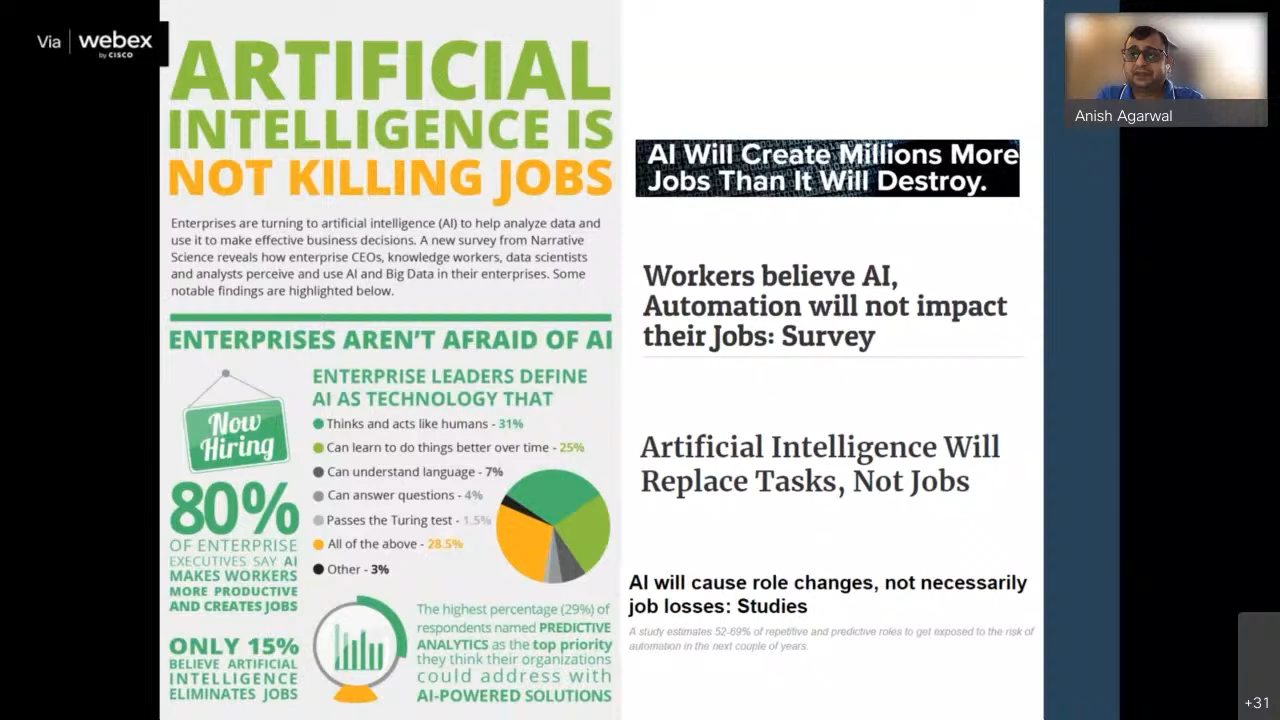 Via | webex
by CISCO
ARTIFICIAL
INTELLIGENCE IS
NOT KILLING JOBS
Enterprises are turning to artificial intelligence (AI) to help analyze data and
use it to make effective business decisions. A new survey from Narrative
Science reveals how enterprise CEOs, knowledge workers, data scientists
and analysts perceive and use AI and Big Data in their enterprises. Some
notable findings are highlighted below.
ENTERPRISES AREN'T AFRAID OF AI
Now
Hiring
80%
OF ENTERPRISE
EXECUTIVES SAY AI
MAKES WORKERS
MORE PRODUCTIVE
AND CREATES JOBS
ONLY 15%
BELIEVE ARTIFICIAL
INTELLIGENCE
ELIMINATES JOBS
ENTERPRISE LEADERS DEFINE
AI AS TECHNOLOGY THAT
Thinks and acts like humans - 31%
Can learn to do things better over time - 25%
Can understand language - 7%
Can answer questions - 4%
Passes the Turing test - 1.5%
All of the above - 28.5%
Other - 3%
The highest percentage (29%) of
respondents named PREDICTIVE
ANALYTICS as the top priority
they think their organizations
could address with
AI-POWERED SOLUTIONS
AI Will Create Millions More
Jobs Than It Will Destroy.
Workers believe AI,
Automation will not impact
their Jobs: Survey
Artificial Intelligence Will
Replace Tasks, Not Jobs
AI will cause role changes, not necessarily
job losses: Studies
A study estimates 52-69% of repetitive and predictive roles to get exposed to the risk of
automation in the next couple of years.
Anish Agarwal
+31